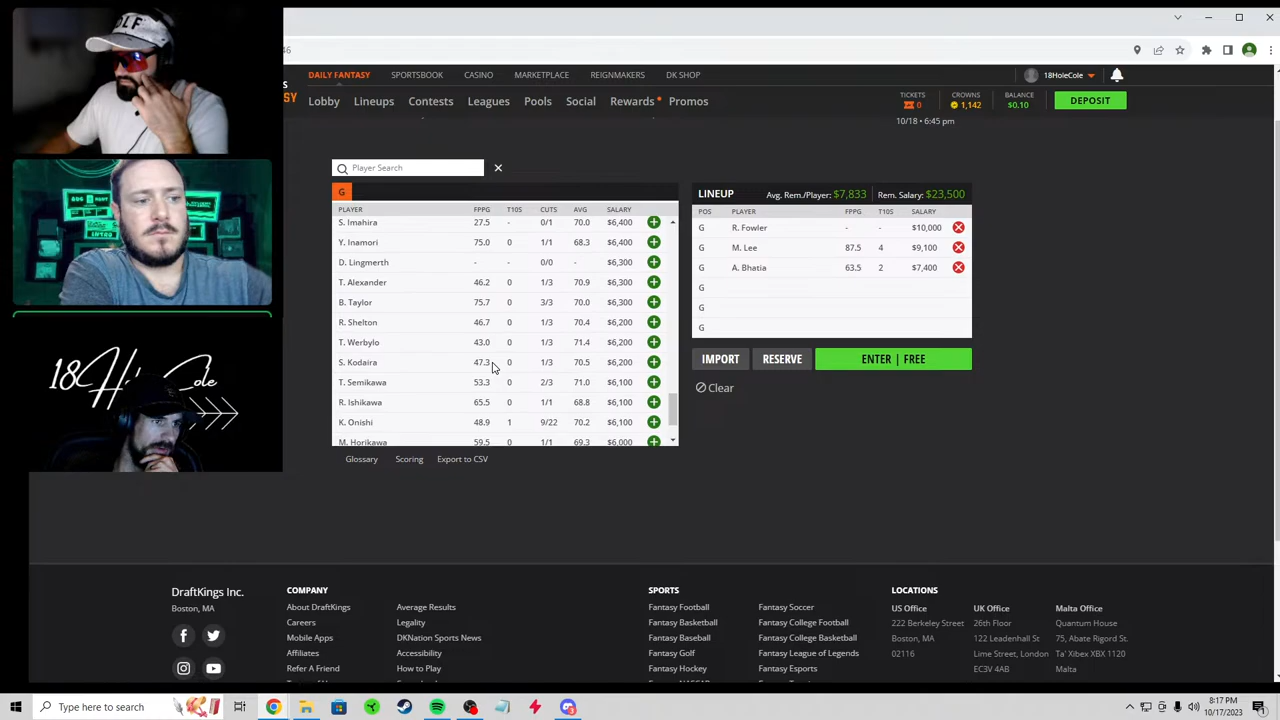 46
DAILY FANTASY SPORTSBOOK CASINO MARKETPLACE REIGNMAKERS DK SHOP 18HoleCole
Lobby Lineups Contests Leagues Pools Social Rewards Promos
TICKETS 0 CROWNS 1,142 BALANCE $0.10 DEPOSIT
10/18 • 6:45 pm
Player Search
G
LINEUP Avg. Rem./Player: $7,833 Rem. Salary: $23,500
PLAYER FPPG T10S CUTS AVG SALARY
S. Imahira 27.5 - 0/1 70.0 $6,400
Y. Inamori 75.0 0 1/1 68.3 $6,400
D. Lingmerth - - 0/0 - $6,300
T. Alexander 46.2 0 1/3 70.9 $6,300
B. Taylor 75.7 0 3/3 70.0 $6,300
R. Shelton 46.7 0 1/3 70.4 $6,200
T. Werbylo 43.0 0 1/3 71.4 $6,200
S. Kodaira 47.3 0 1/3 70.5 $6,200
T. Semikawa 53.3 0 2/3 71.0 $6,100
R. Ishikawa 65.5 0 1/1 68.8 $6,100
K. Onishi 48.9 1 9/22 70.2 $6,100
M. Horikawa 59.5 0 1/1 69.3 $6,000
POS PLAYER FPPG T10S SALARY
G R. Fowler - - $10,000
G M. Lee 87.5 4 $9,100
G A. Bhatia 63.5 2 $7,400
G
G
G
IMPORT RESERVE ENTER | FREE
Clear
Glossary Scoring Export to CSV
DraftKings Inc.
Boston, MA
COMPANY
About DraftKings Average Results
Careers Legality
Mobile Apps DKNation Sports News
Affiliates Accessibility
Refer A Friend How to Play
SPORTS
Fantasy Football Fantasy Soccer
Fantasy Basketball Fantasy College Football
Fantasy Baseball Fantasy College Basketball
Fantasy Golf Fantasy League of Legends
Fantasy Hockey Fantasy Esports
LOCATIONS
US Office UK Office Malta Office
222 Berkeley Street 26th Floor Quantum House
Boston, MA 122 Leadenhall St 75, Abate Rigord St.
02116 Lime Street, London Ta' Xibex XBX 1120
EC3V 4AB Malta
Type here to search
8:17 PM
10/17/2023